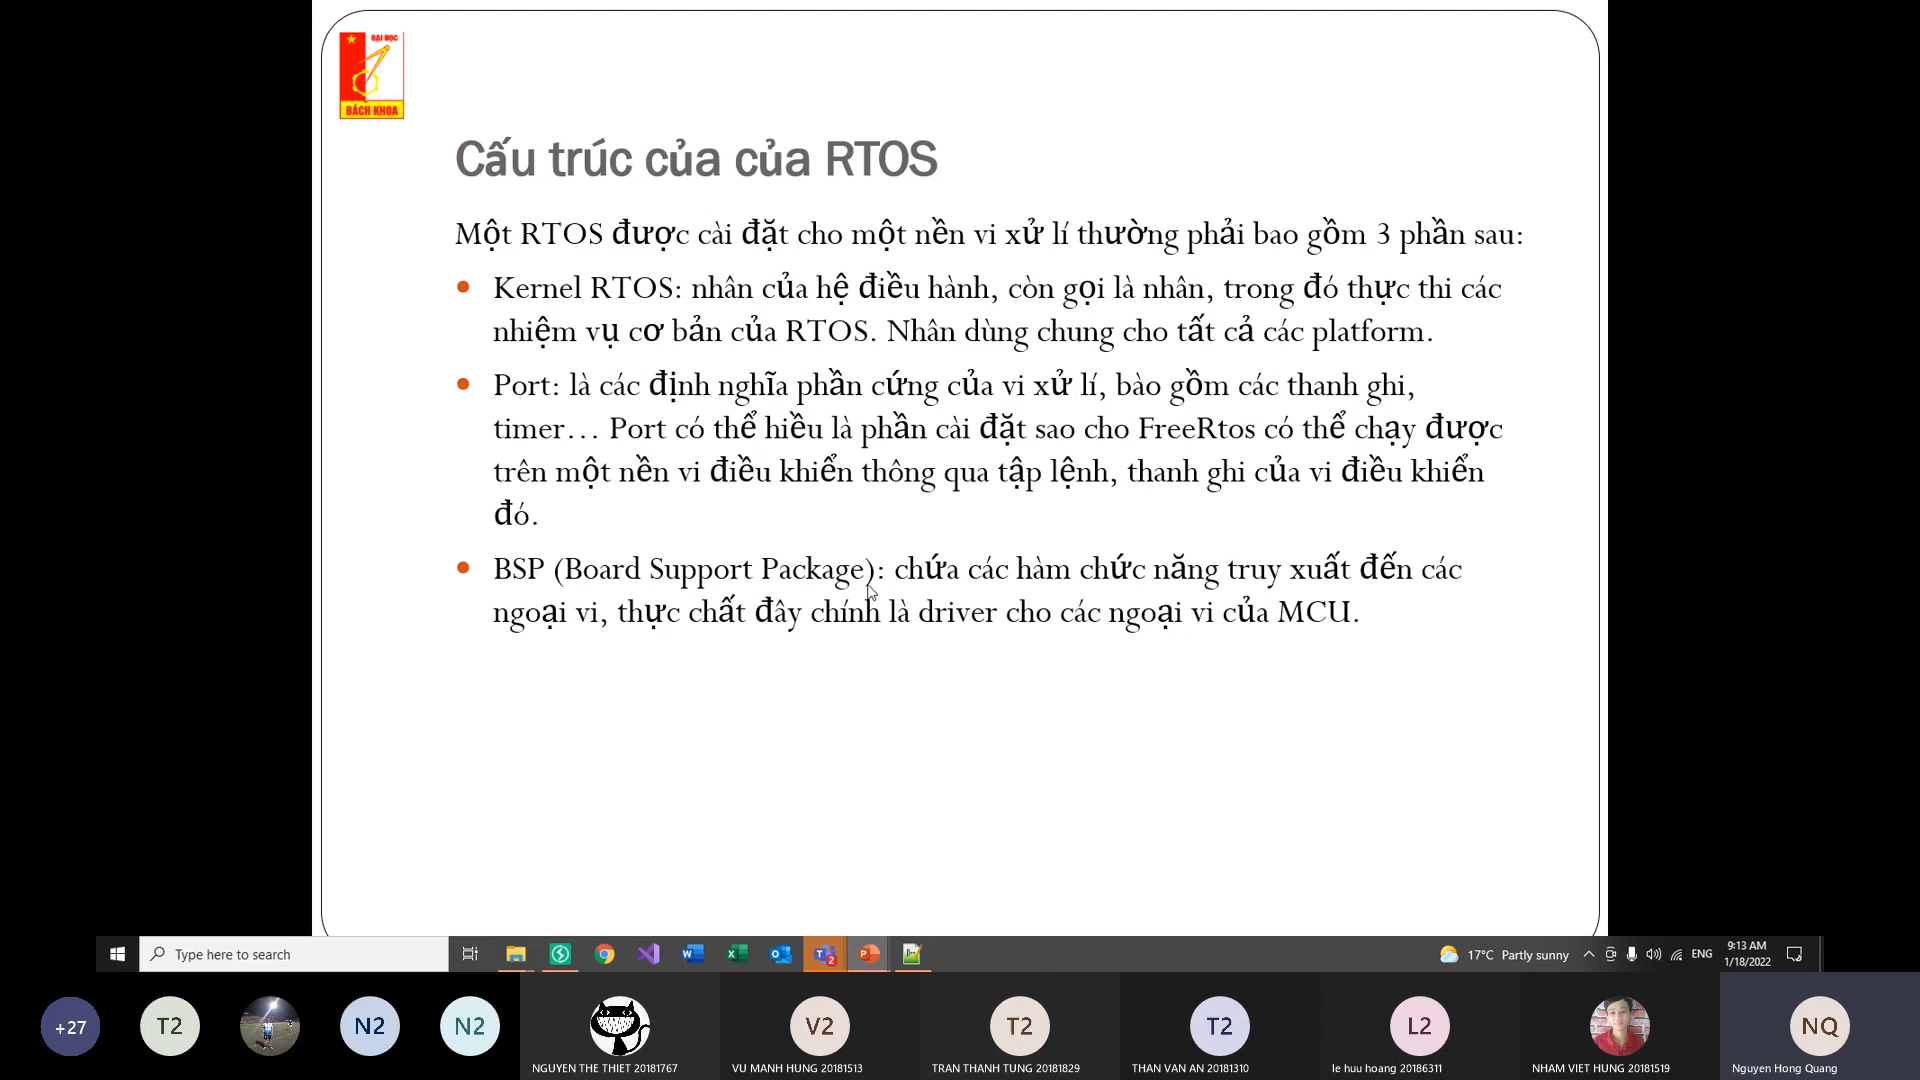 ĐẠI HỌC
BÁCH KHOA
Cấu trúc của của RTOS
Một RTOS được cài đặt cho một nền vi xử lí thường phải bao gồm 3 phần sau:
Kernel RTOS: nhân của hệ điều hành, còn gọi là nhân, trong đó thực thi các
nhiệm vụ cơ bản của RTOS. Nhân dùng chung cho tất cả các platform.
Port: là các định nghĩa phần cứng của vi xử lí, bào gồm các thanh ghi,
timer… Port có thể hiều là phần cài đặt sao cho FreeRtos có thể chạy được
trên một nền vi điều khiển thông qua tập lệnh, thanh ghi của vi điều khiển
đó.
BSP (Board Support Package): chứa các hàm chức năng truy xuất đến các
ngoại vi, thực chất đây chính là driver cho các ngoại vi của MCU.
Type here to search
17°C Partly sunny
ENG
9:13 AM
1/18/2022
+27
T2
N2
N2
V2
T2
T2
L2
NQ
NGUYEN THE THIET 20181767
VU MANH HUNG 20181513
TRAN THANH TUNG 20181829
THAN VAN AN 20181310
le huu hoang 20186311
NHAM VIET HUNG 20181519
Nguyen Hong Quang